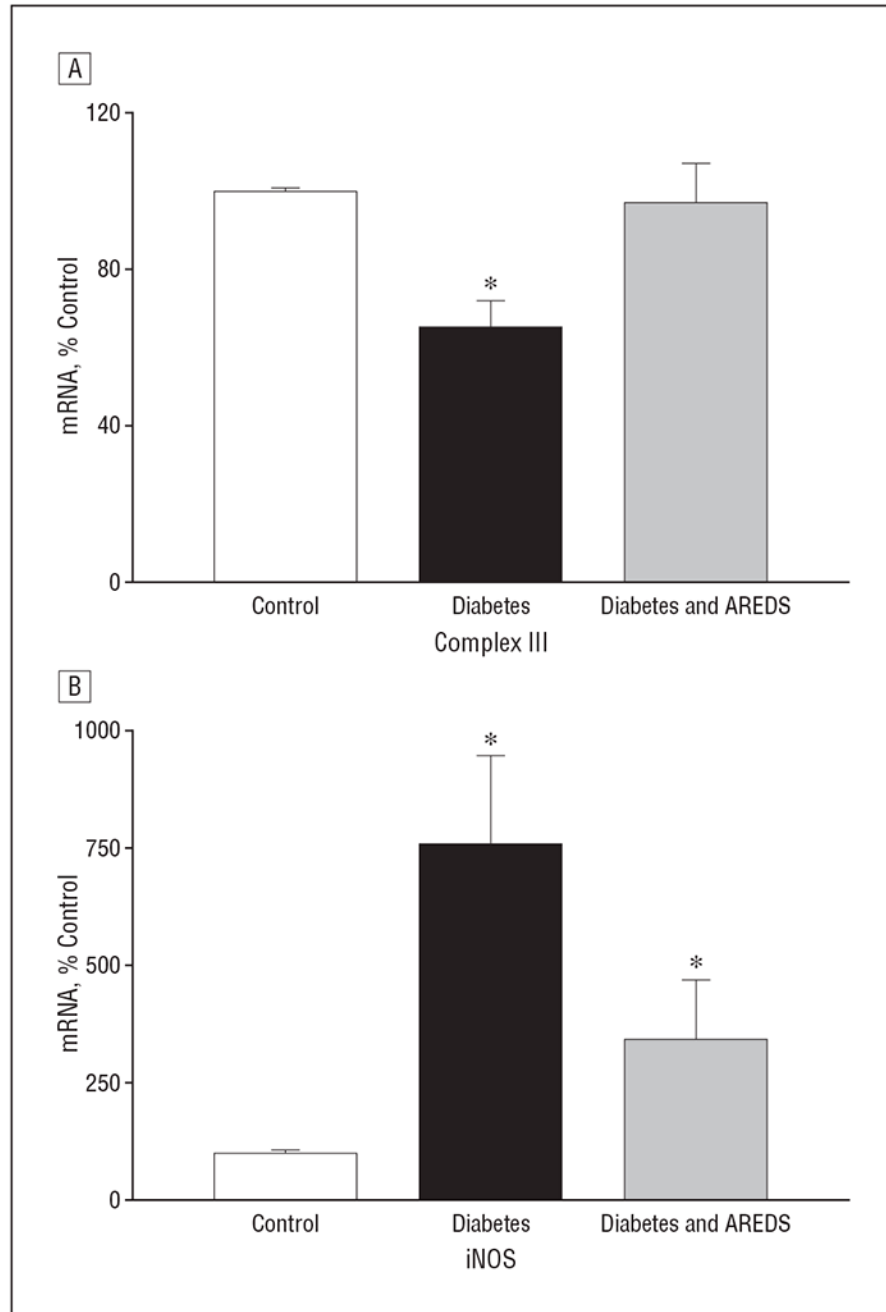 A
120
80
40
0
mRNA, % Control
*
Control Diabetes Diabetes and AREDS
Complex III
B
1000
750
500
250
0
mRNA, % Control
*
*
Control Diabetes Diabetes and AREDS
iNOS